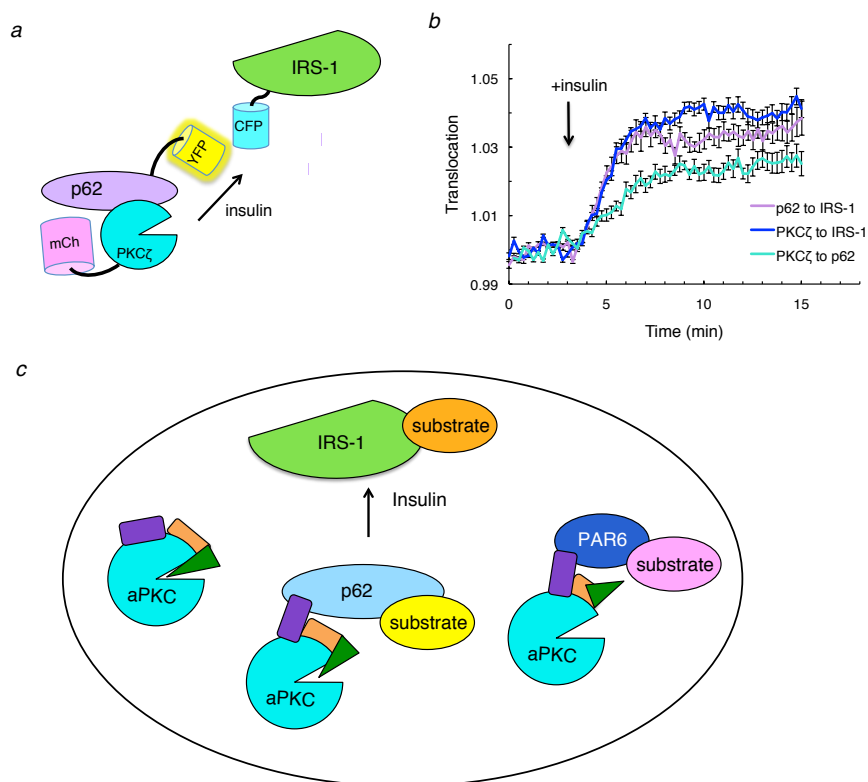 a
IRS-1
CFP
YFP
p62
insulin
mCh
PKCζ
b
+insulin
1.05
1.03
1.01
0.99
Translocation
p62 to IRS-1
PKCζ to IRS-1
PKCζ to p62
0
5
10
15
Time (min)
c
IRS-1
substrate
Insulin
aPKC
p62
substrate
aPKC
PAR6
substrate
aPKC